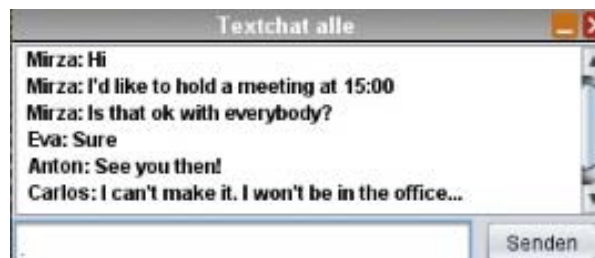 Textchat alle
Mirza: Hi
Mirza: I'd like to hold a meeting at 15:00
Mirza: Is that ok with everybody?
Eva: Sure
Anton: See you then!
Carlos: I can't make it. I won't be in the office...
Senden